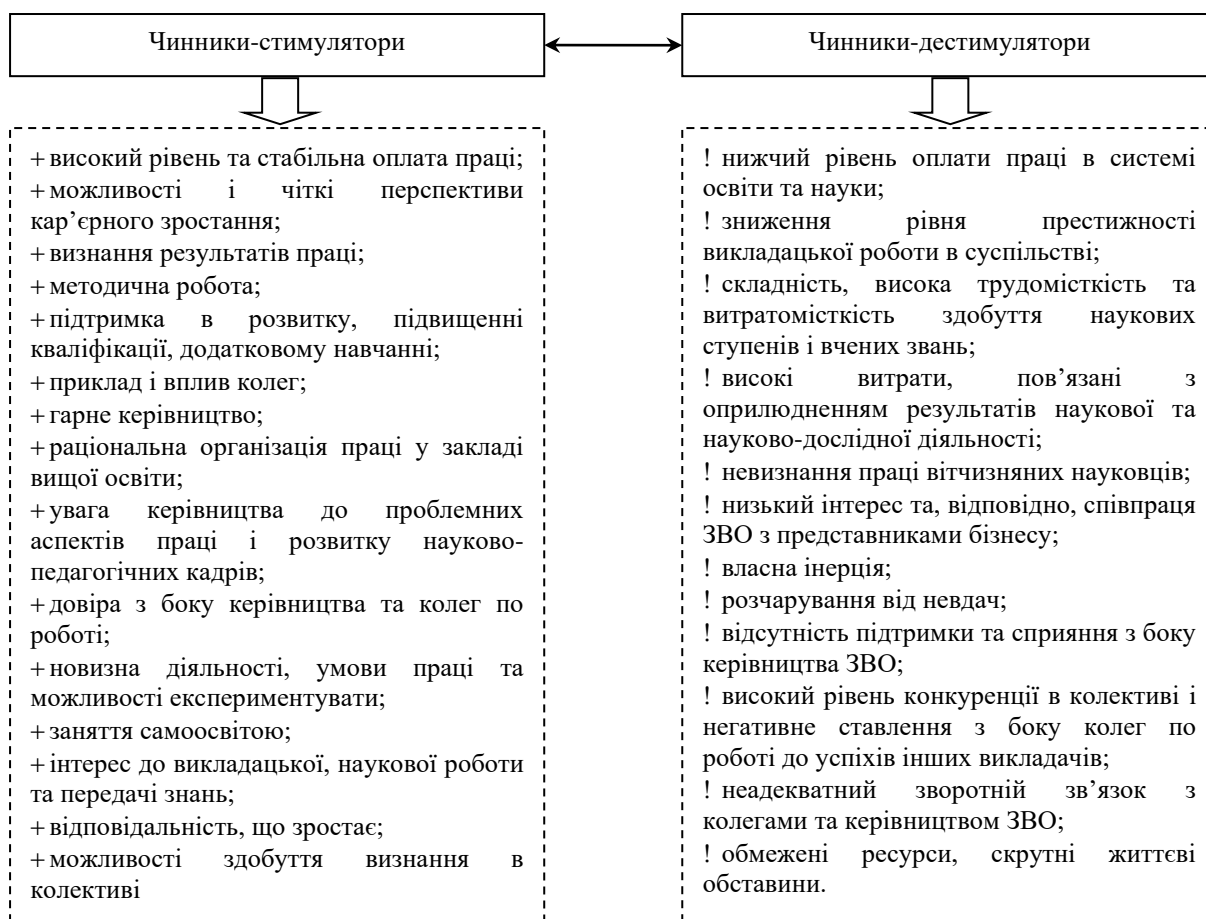 Чинники-стимулятори
Чинники-дестимулятори
+ високий рівень та стабільна оплата праці;
+ можливості і чіткі перспективи
кар’єрного зростання;
+ визнання результатів праці;
+ методична робота;
+ підтримка в розвитку, підвищенні
кваліфікації, додатковому навчанні;
+ приклад і вплив колег;
+ гарне керівництво;
+ раціональна організація праці у закладі
вищої освіти;
+ увага керівництва до проблемних
аспектів праці і розвитку науково-
педагогічних кадрів;
+ довіра з боку керівництва та колег по
роботі;
+ новизна діяльності, умови праці та
можливості експериментувати;
+ заняття самоосвітою;
+ інтерес до викладацької, наукової роботи
та передачі знань;
+ відповідальність, що зростає;
+ можливості здобуття визнання в
колективі
! нижчий рівень оплати праці в системі
освіти та науки;
! зниження рівня престижності
викладацької роботи в суспільстві;
! складність, висока трудомісткість та
витратомісткість здобуття наукових
ступенів і вчених звань;
! високі витрати, пов’язані з
оприлюдненням результатів наукової та
науково-дослідної діяльності;
! невизнання праці вітчизняних науковців;
! низький інтерес та, відповідно, співпраця
ЗВО з представниками бізнесу;
! власна інерція;
! розчарування від невдач;
! відсутність підтримки та сприяння з боку
керівництва ЗВО;
! високий рівень конкуренції в колективі і
негативне ставлення з боку колег по
роботі до успіхів інших викладачів;
! неадекватний зворотній зв’язок з
колегами та керівництвом ЗВО;
! обмежені ресурси, скрутні життєві
обставини.